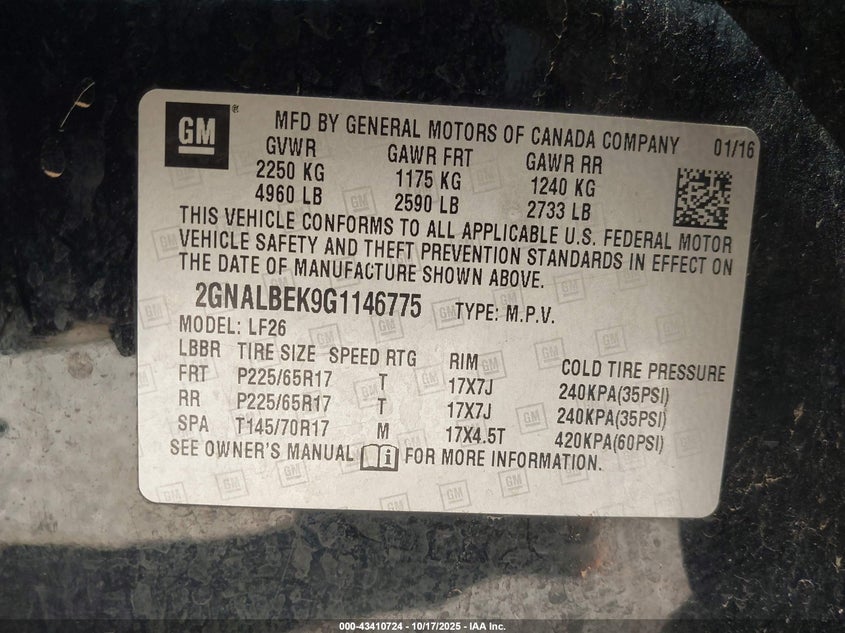 GM ® MFD BY GENERAL MOTORS OF CANADA COMPANY 01/16
GVWR GAWR FRT GAWR RR
2250 KG 1175 KG 1240 KG
4960 LB 2590 LB 2733 LB
THIS VEHICLE CONFORMS TO ALL APPLICABLE U.S. FEDERAL MOTOR
VEHICLE SAFETY AND THEFT PREVENTION STANDARDS IN EFFECT ON
THE DATE OF MANUFACTURE SHOWN ABOVE.
2GNALBEK9G1146775 TYPE: M.P.V.
MODEL: LF26
LBBR TIRE SIZE SPEED RTG RIM COLD TIRE PRESSURE
FRT P225/65R17 T 17X7J 240KPA(35PSI)
RR P225/65R17 T 17X7J 240KPA(35PSI)
SPA T145/70R17 M 17X4.5T 420KPA(60PSI)
SEE OWNER'S MANUAL i FOR MORE INFORMATION.
000-43410724 | 10/17/2025 | IAA Inc.